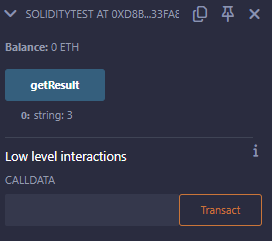 SOLIDITYTEST AT 0XD8B...33FA8
Balance: 0 ETH
getResult
0: string: 3
Low level interactions
i
CALLDATA
Transact